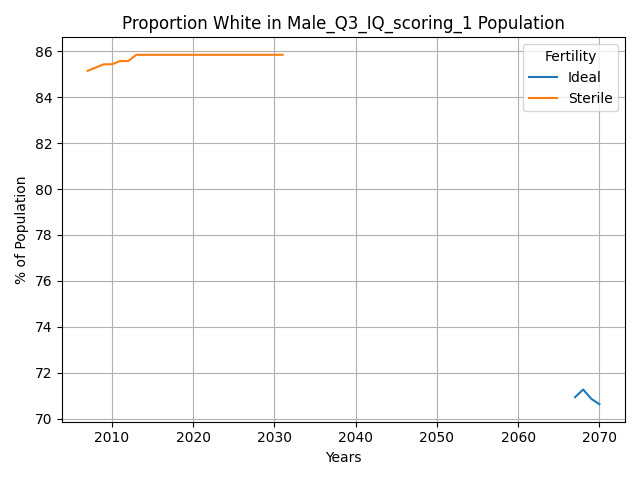 Proportion White in Male_Q3_IQ_scoring_1 Population
% of Population
86
84
82
80
78
76
74
72
70
Fertility
Ideal
Sterile
2010 2020 2030 2040 2050 2060 2070
Years